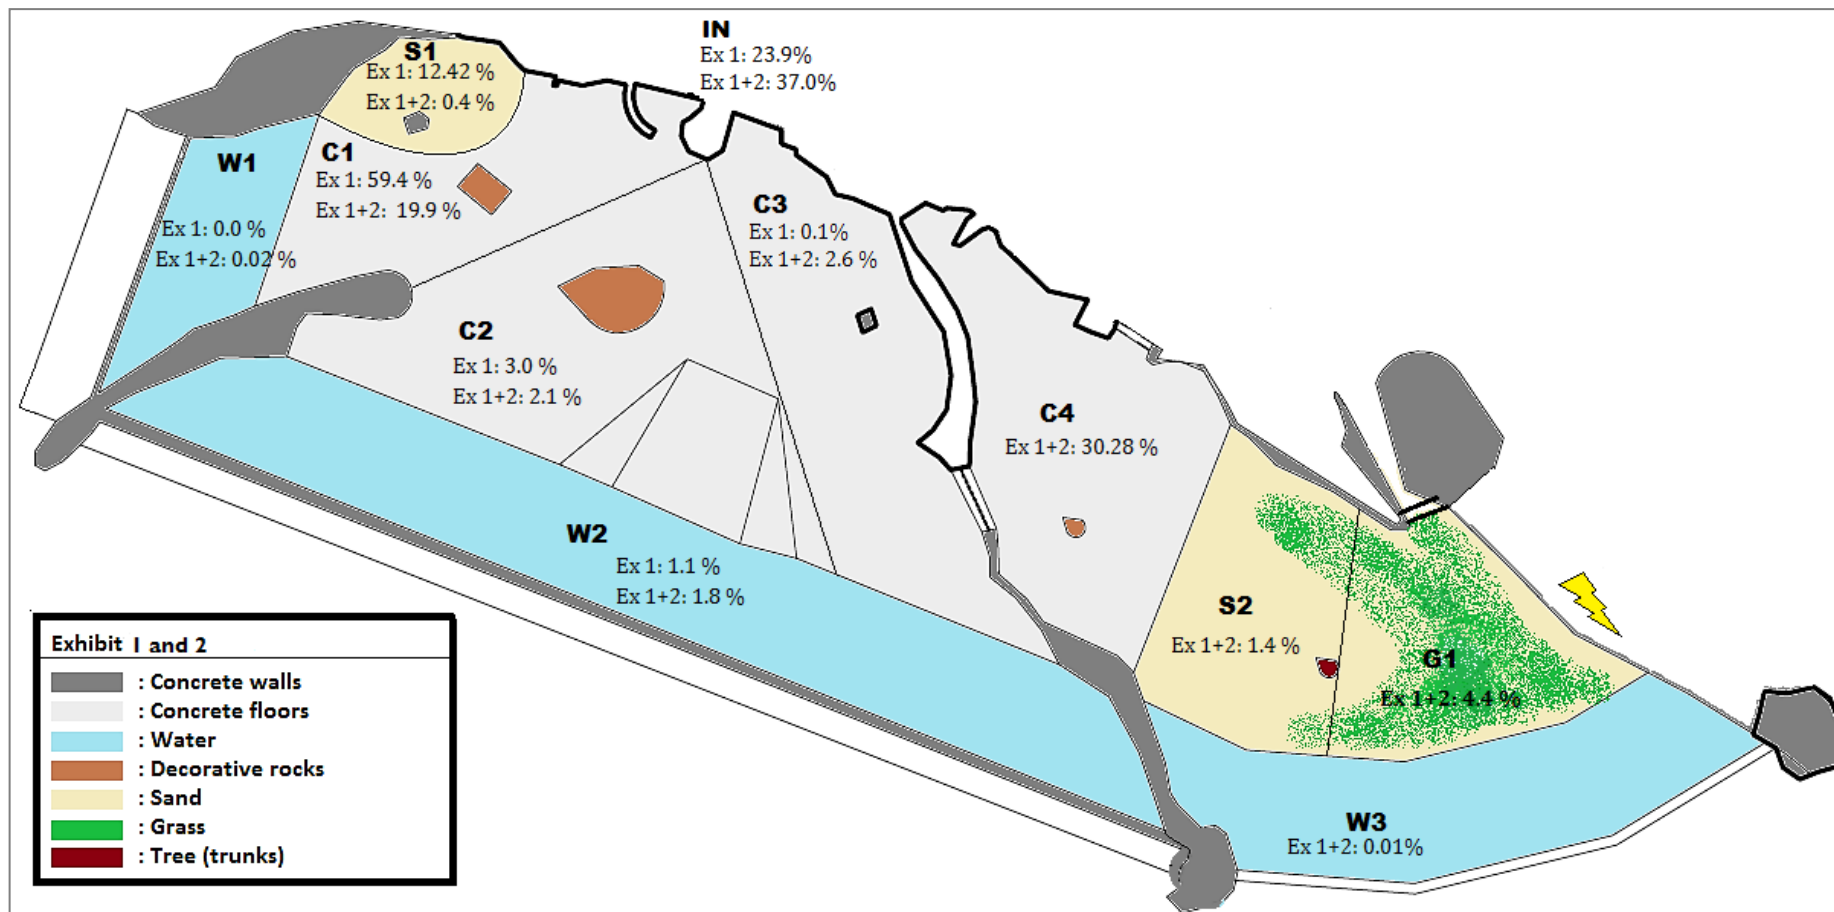 IN
Ex 1: 23.9%
Ex 1+2: 37.0%
S1
Ex 1: 12.42 %
Ex 1+2: 0.4 %
W1
Ex 1: 0.0 %
Ex 1+2: 0.02 %
C1
Ex 1: 59.4 %
Ex 1+2: 19.9 %
C3
Ex 1: 0.1%
Ex 1+2: 2.6 %
C2
Ex 1: 3.0 %
Ex 1+2: 2.1 %
C4
Ex 1+2: 30.28 %
W2
Ex 1: 1.1 %
Ex 1+2: 1.8 %
S2
Ex 1+2: 1.4 %
G1
Ex 1+2: 4.4 %
W3
Ex 1+2: 0.01%
Exhibit 1 and 2
: Concrete walls
: Concrete floors
: Water
: Decorative rocks
: Sand
: Grass
: Tree (trunks)